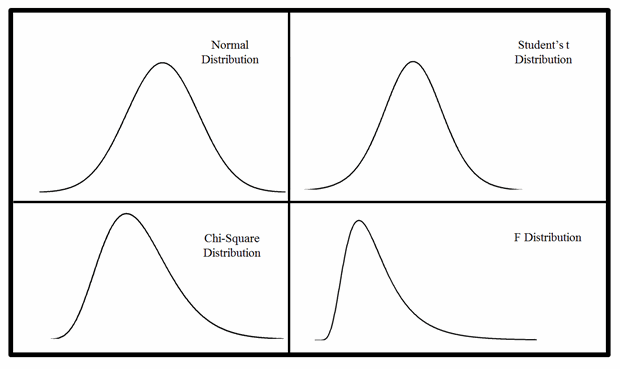 Normal
Distribution
Student's t
Distribution
Chi-Square
Distribution
F Distribution